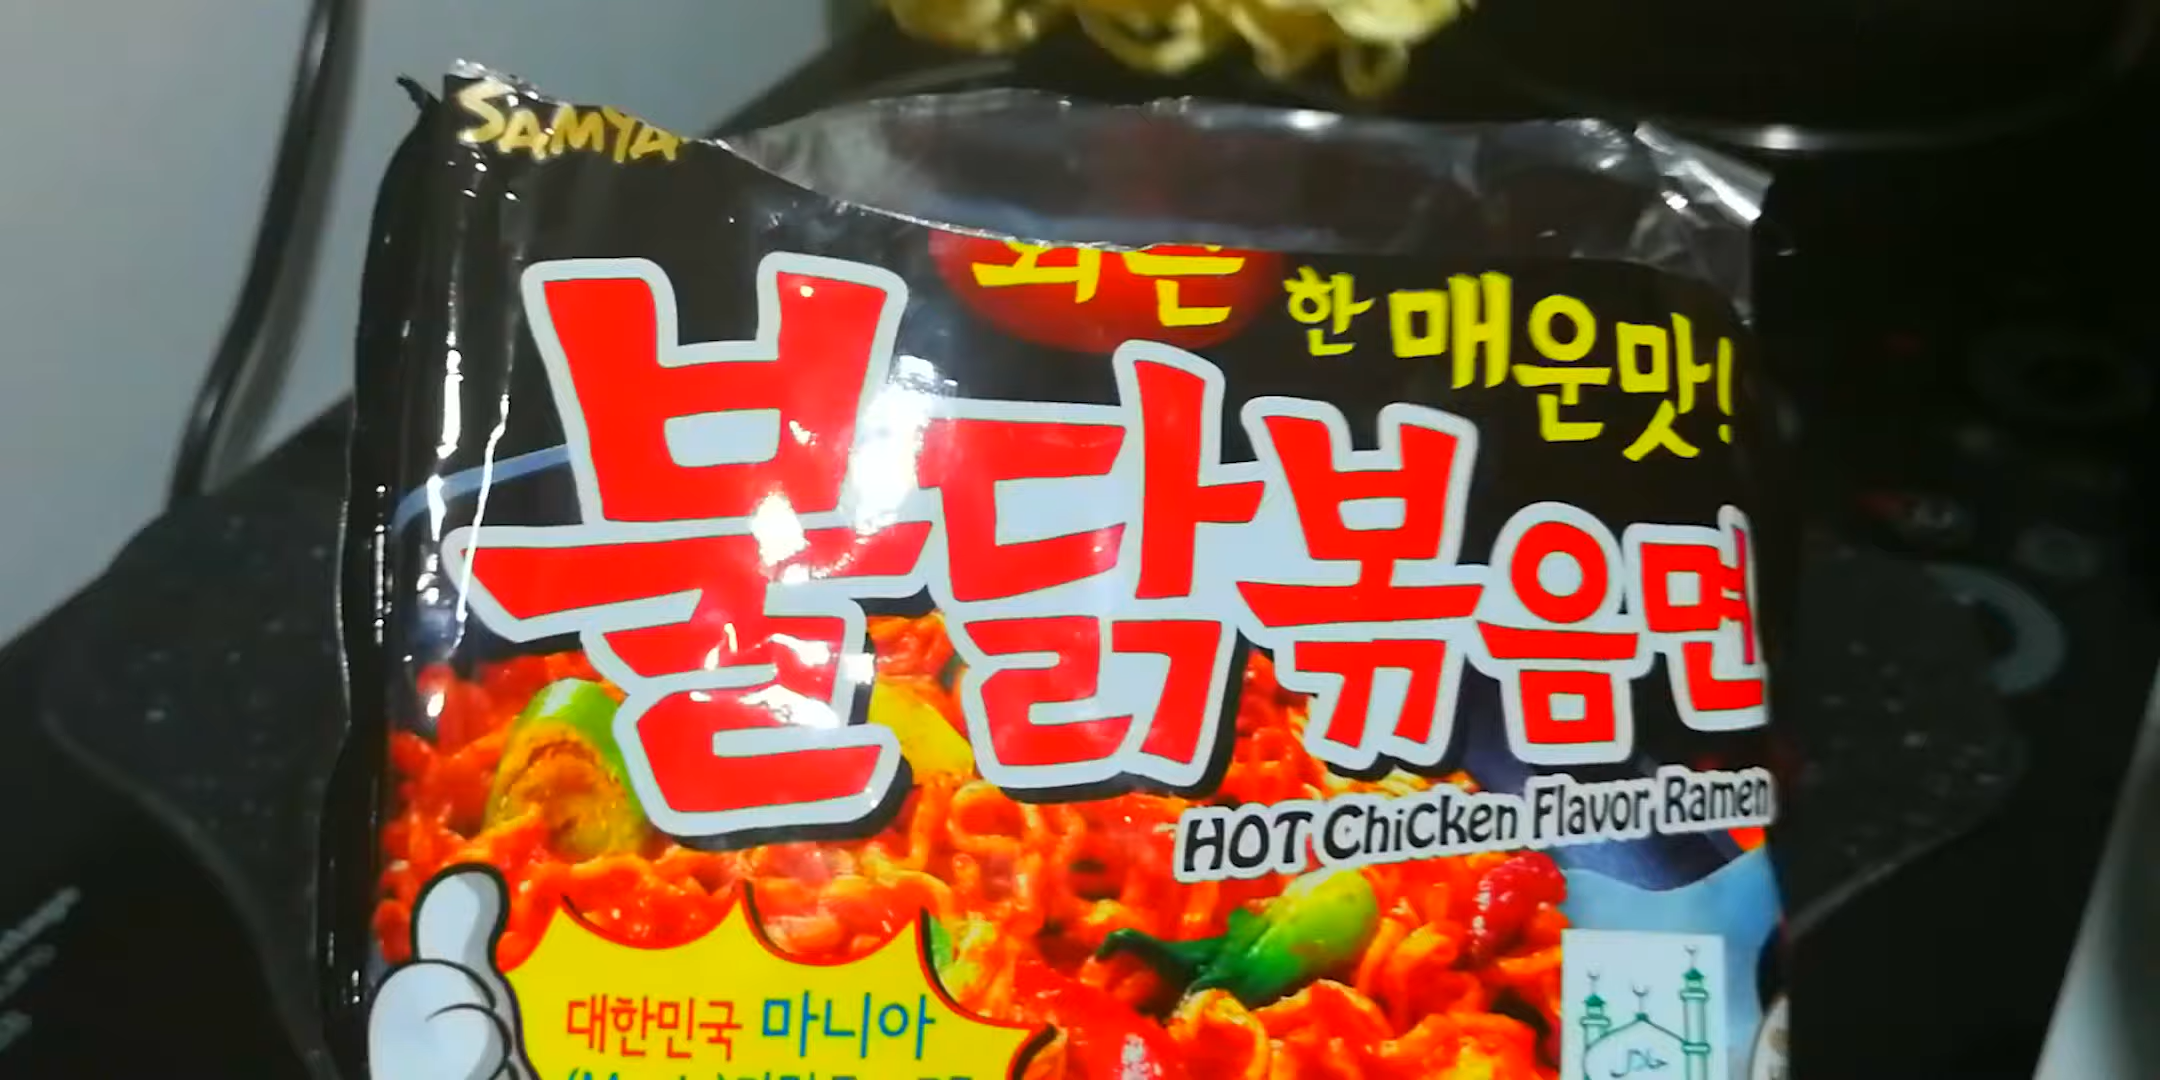 SAMYA
한 매운맛!
불닭볶음면
HOT Chicken Flavor Ramen
대한민국 마니아
حلال